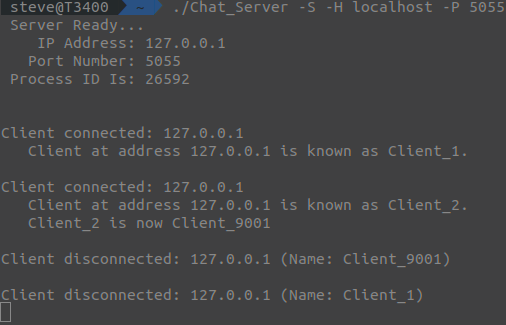 steve@T3400 ~ ./Chat_Server -S -H localhost -P 5055
Server Ready...
IP Address: 127.0.0.1
Port Number: 5055
Process ID Is: 26592
Client connected: 127.0.0.1
Client at address 127.0.0.1 is known as Client_1.
Client connected: 127.0.0.1
Client at address 127.0.0.1 is known as Client_2.
Client_2 is now Client_9001
Client disconnected: 127.0.0.1 (Name: Client_9001)
Client disconnected: 127.0.0.1 (Name: Client_1)